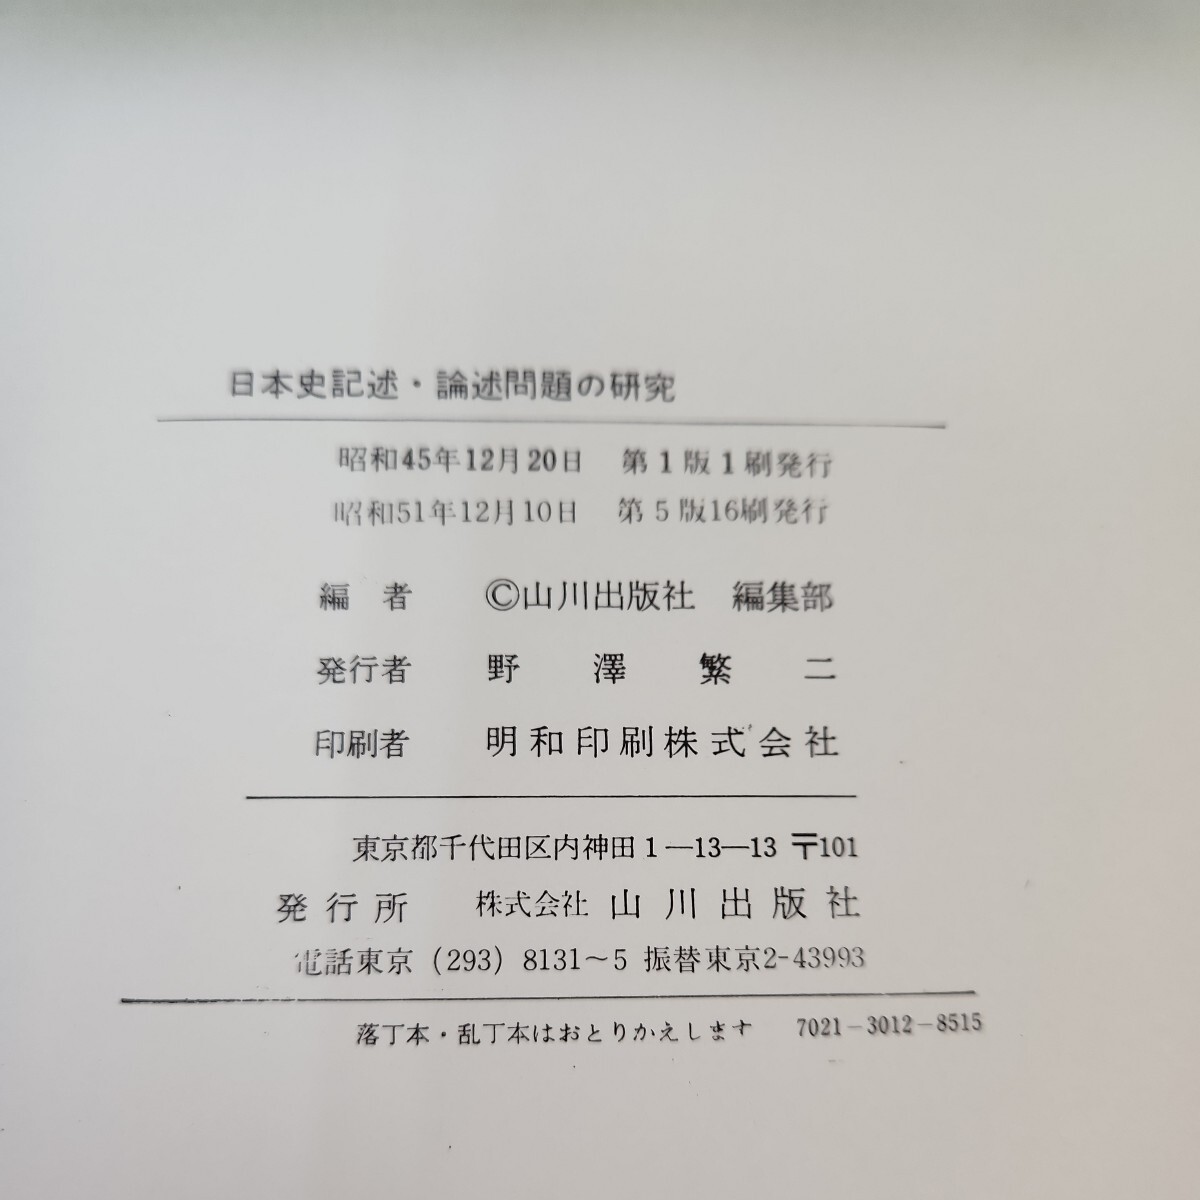 日本史記述・論述問題の研究
昭和45年12月20日　第1版1刷発行
昭和51年12月10日　第5版16刷発行
編者　©山川出版社　編集部
発行者　野澤繁二
印刷者　明和印刷株式会社
東京都千代田区内神田1—13—13 〒101
発行所　株式会社 山川出版社
電話東京 (293) 8131〜5 振替東京2-43993
落丁本・乱丁本はおとりかえします　7021－3012－8515